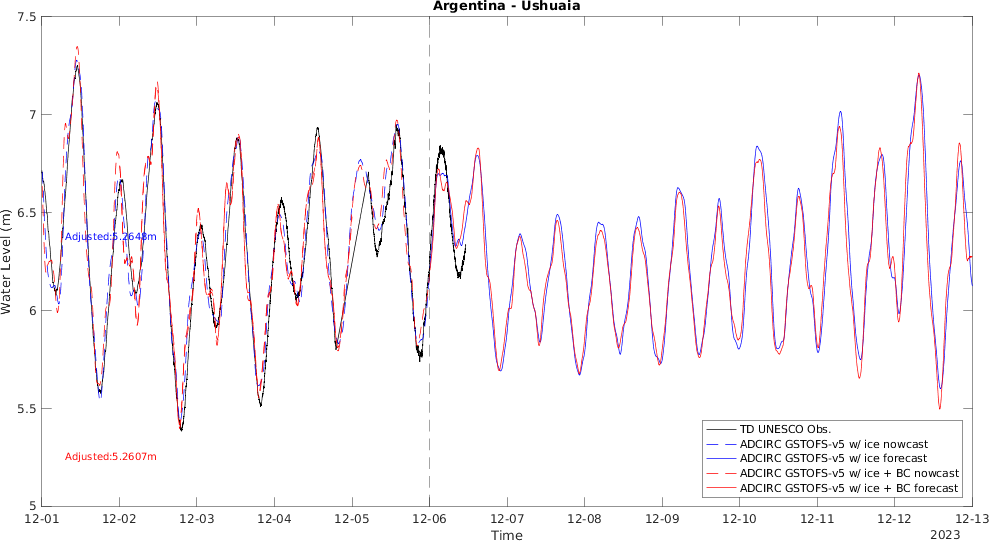 Argentina - Ushuaia
7.5
7
6.5
6
5.5
5
Water Level (m)
Adjusted:5.2648m
Adjusted:5.2607m
TD UNESCO Obs.
ADCIRC GSTOFS-v5 w/ ice nowcast
ADCIRC GSTOFS-v5 w/ ice forecast
ADCIRC GSTOFS-v5 w/ ice + BC nowcast
ADCIRC GSTOFS-v5 w/ ice + BC forecast
12-01 12-02 12-03 12-04 12-05 12-06 12-07 12-08 12-09 12-10 12-11 12-12 12-13
Time
2023